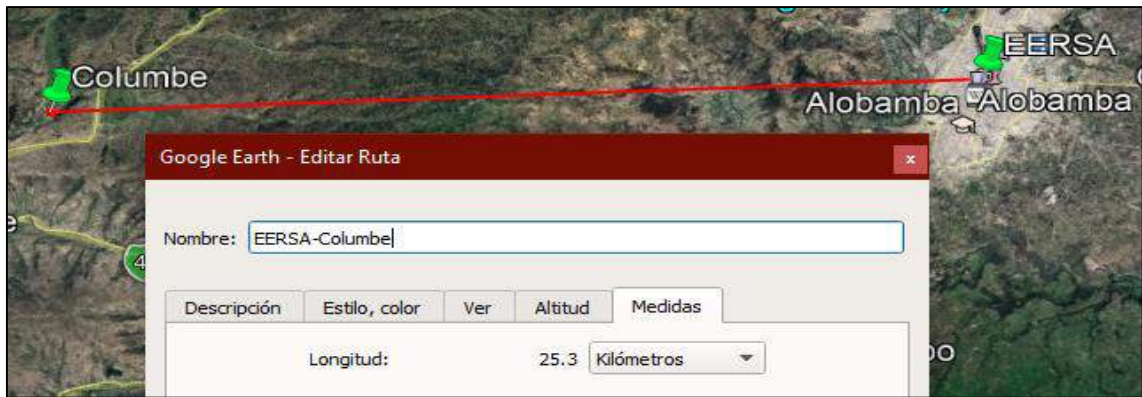 EERSA
Columbe
Alobamba
Alobamba
Google Earth - Editar Ruta
x
Nombre: EERSA-Columbe
4
Descripción Estilo, color Ver Altitud Medidas
Longitud: 25.3 Kilómetros